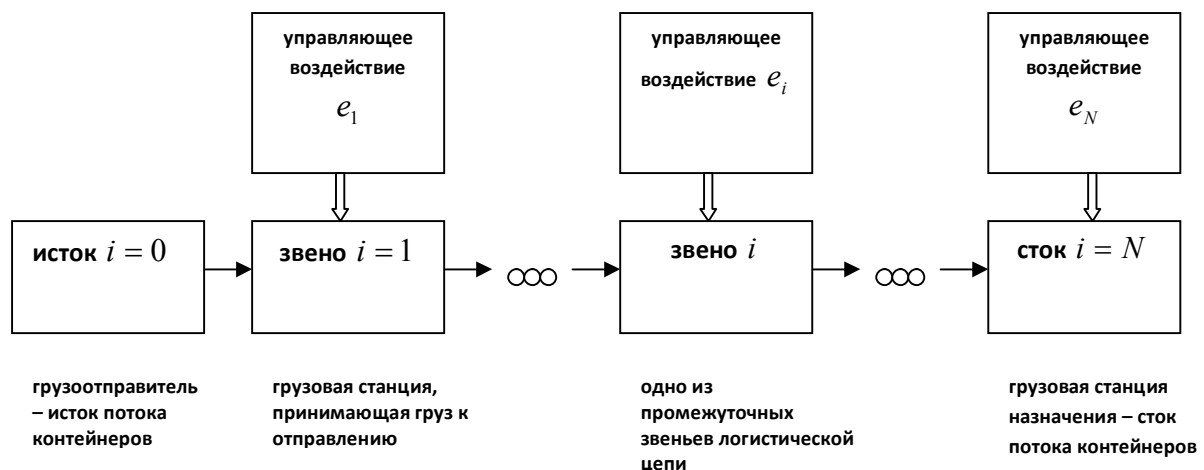 управляющее
воздействие
e₁
управляющее
воздействие eᵢ
управляющее
воздействие
e_N
исток i = 0
звено i = 1
звено i
сток i = N
грузоотправитель
– исток потока
контейнеров
грузовая станция,
принимающая груз к
отправлению
одно из
промежуточных
звеньев логистической
цепи
грузовая станция
назначения – сток
потока контейнеров